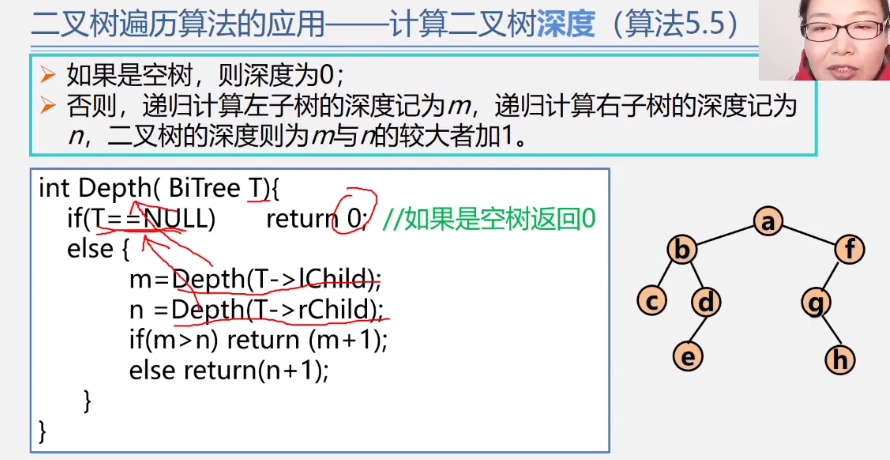 二叉树遍历算法的应用——计算二叉树深度（算法5.5）
如果是空树，则深度为0；
否则，递归计算左子树的深度记为m，递归计算右子树的深度记为
n，二叉树的深度则为m与n的较大者加1。
int Depth( BiTree T){
if(T==NULL) return 0; //如果是空树返回0
else {
m=Depth(T->lChild);
n =Depth(T->rChild);
if(m>n) return (m+1);
else return(n+1);
}
}
a
b f
c d g
e h